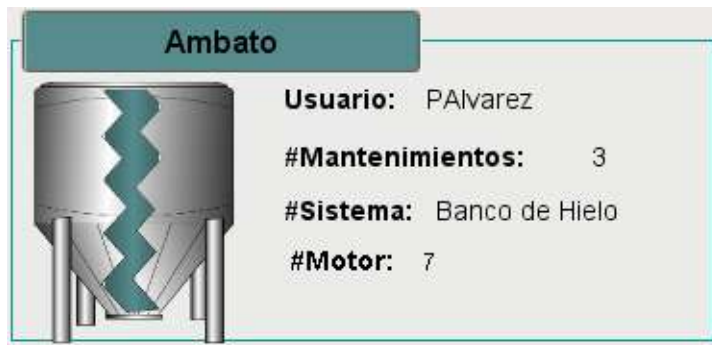 Ambato
Usuario: PAlvarez
#Mantenimientos: 3
#Sistema: Banco de Hielo
#Motor: 7